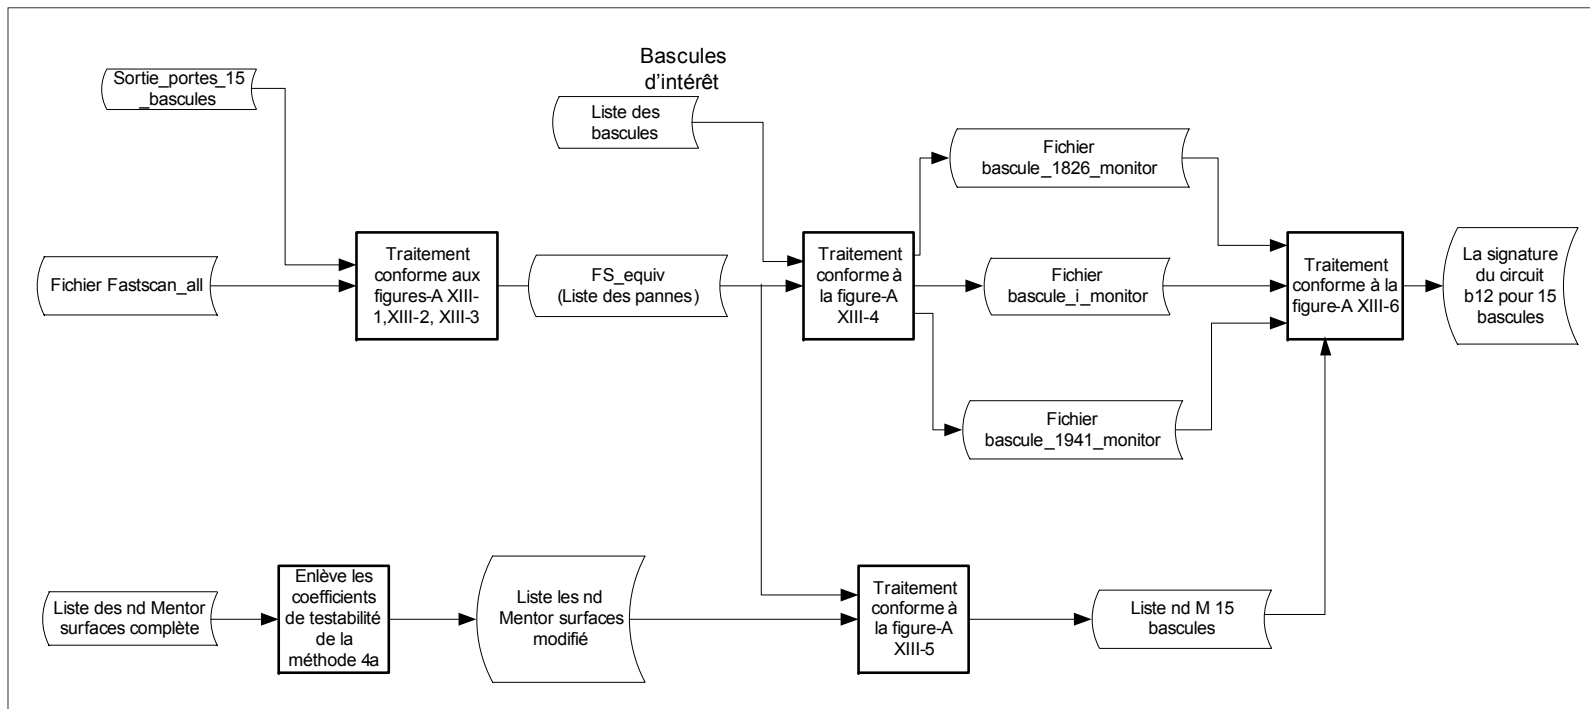 Sortie_portes_15
_bascules
Bascules
d'intérêt
Liste des
bascules
Fichier
bascule_1826_monitor
Fichier Fastscan_all
Traitement
conforme aux
figures-A XIII-
1,XIII-2, XIII-3
FS_equiv
(Liste des pannes)
Traitement
conforme à
la figure-A
XIII-4
Fichier
bascule_i_monitor
Traitement
conforme à la
figure-A XIII-6
La signature
du circuit
b12 pour 15
bascules
Fichier
bascule_1941_monitor
Liste des nd Mentor
surfaces complète
Enlève les
coefficients
de testabilité
de la
méthode 4a
Liste les nd
Mentor surfaces
modifié
Traitement
conforme à
la figure-A
XIII-5
Liste nd M 15
bascules